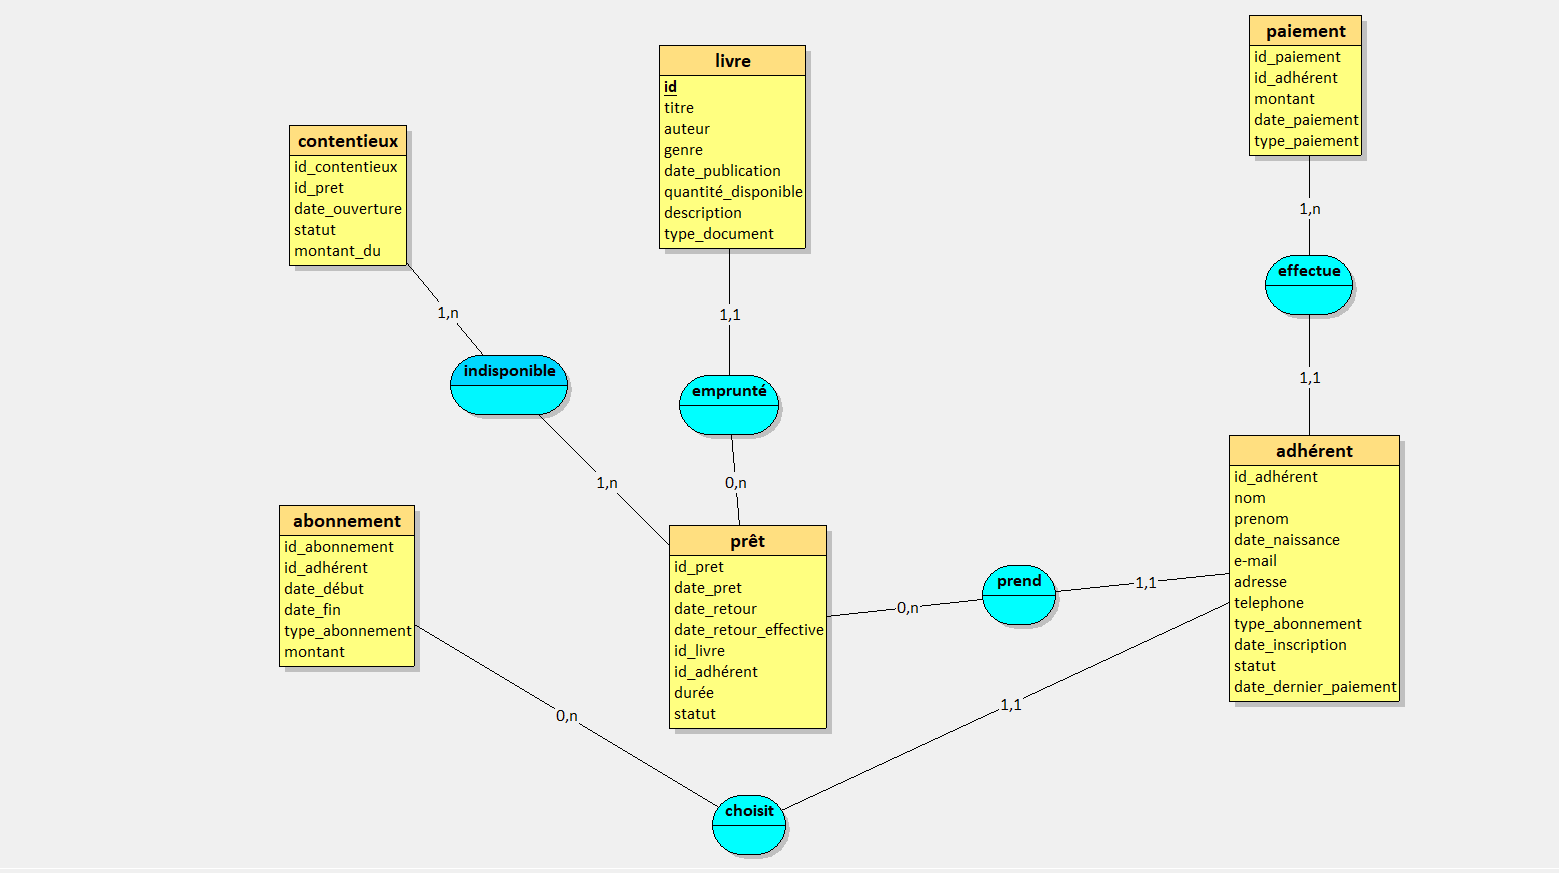 paiement
id_paiement
id_adhérent
montant
date_paiement
type_paiement
livre
id
titre
auteur
genre
date_publication
quantité_disponible
description
type_document
contentieux
id_contentieux
id_pret
date_ouverture
statut
montant_du
1,n
effectue
1,n
1,1
indisponible
emprunté
1,1
1,n
0,n
adhérent
id_adhérent
nom
prenom
date_naissance
e-mail
adresse
telephone
type_abonnement
date_inscription
statut
date_dernier_paiement
abonnement
id_abonnement
id_adhérent
date_début
date_fin
type_abonnement
montant
prêt
id_pret
date_pret
date_retour
date_retour_effective
id_livre
id_adhérent
durée
statut
prend
1,1
0,n
1,1
0,n
choisit